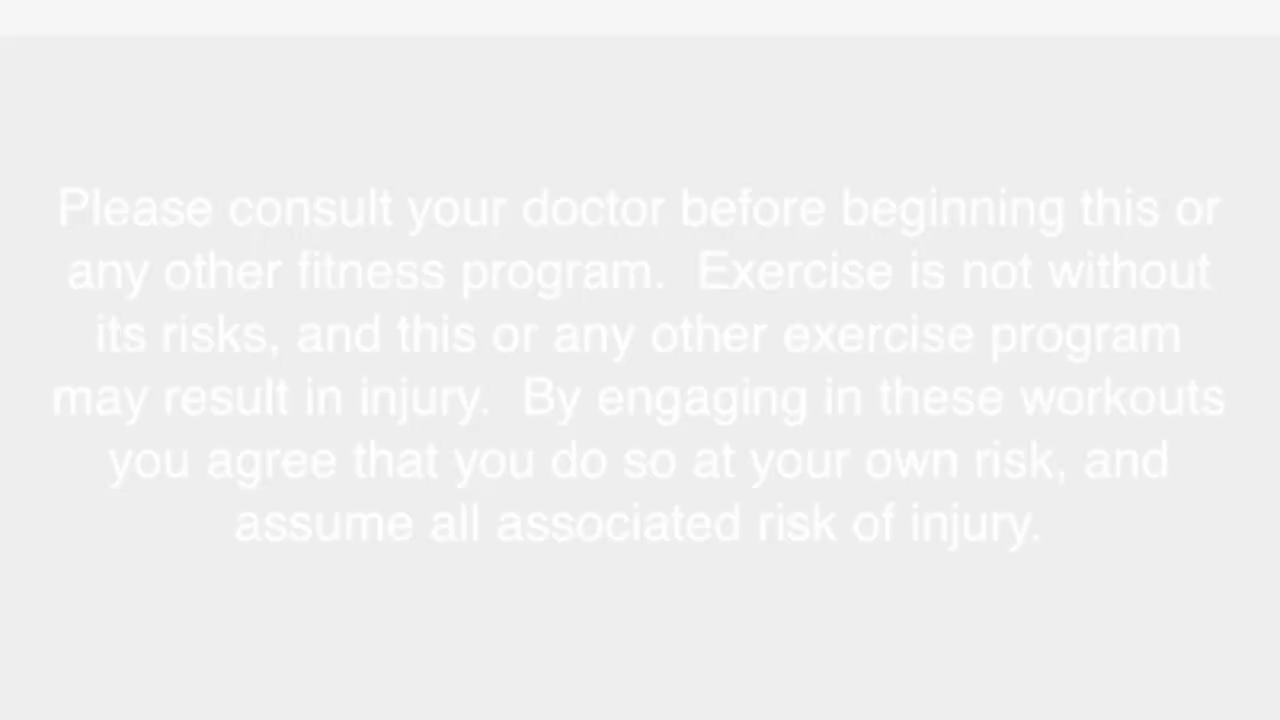 Please consult your doctor before beginning this or
any other fitness program.  Exercise is not without
its risks, and this or any other exercise program
may result in injury.  By engaging in these workouts
you agree that you do so at your own risk, and
assume all associated risk of injury.